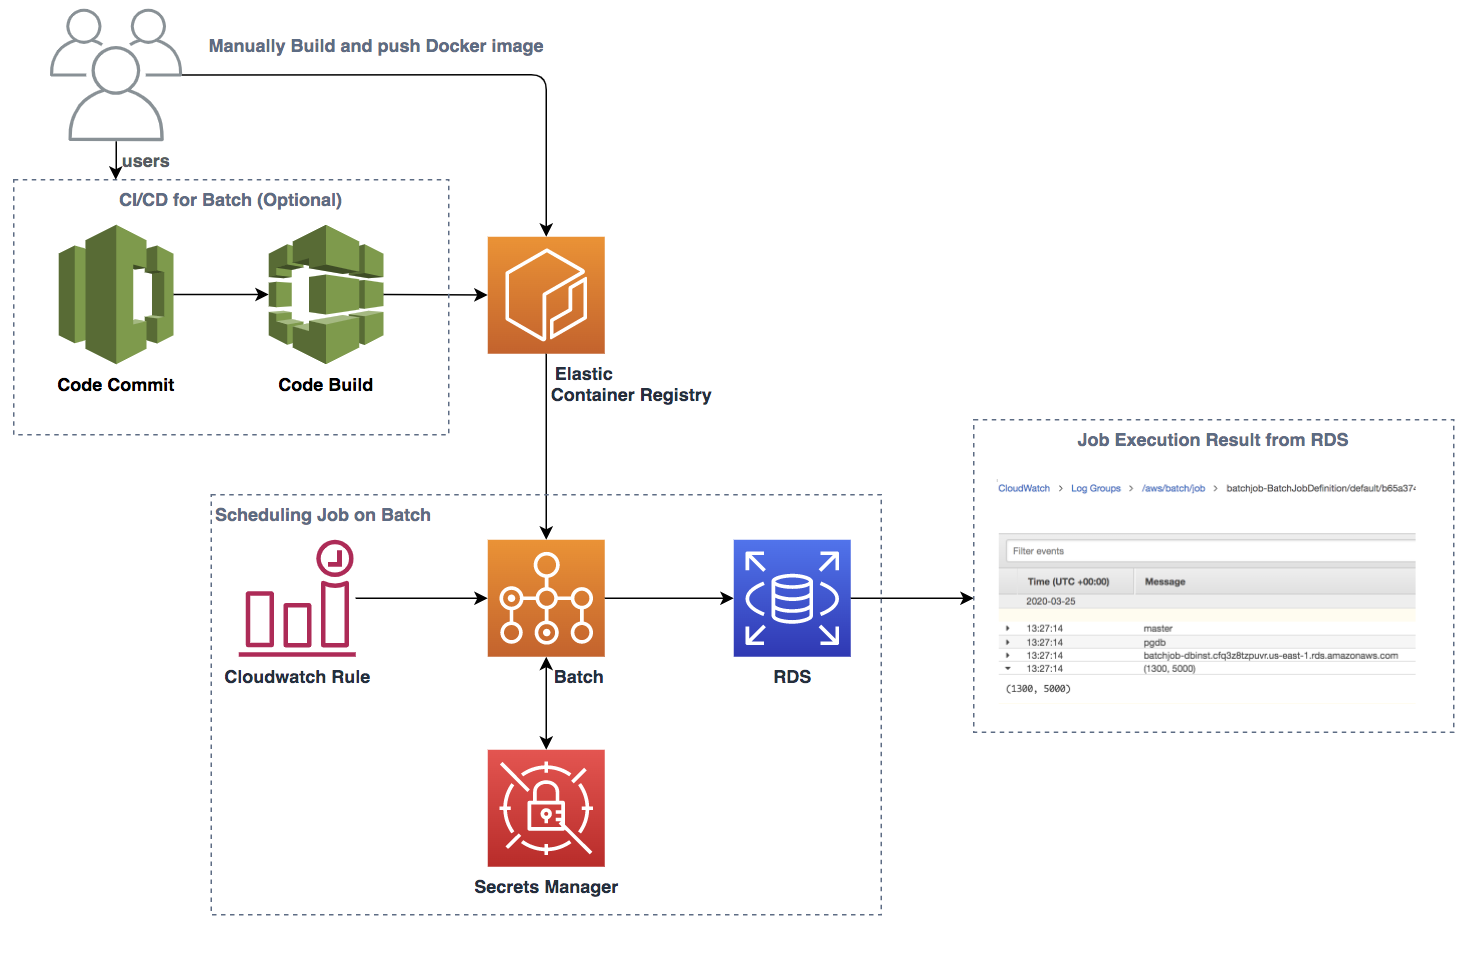 Manually Build and push Docker image
users
CI/CD for Batch (Optional)
Code Commit
Code Build
Elastic
Container Registry
Scheduling Job on Batch
Cloudwatch Rule
Batch
RDS
Secrets Manager
Job Execution Result from RDS
CloudWatch > Log Groups > /aws/batch/job > batchjob-BatchJobDefinition/default/b65a374
Filter events
Time (UTC +00:00) Message
2020-03-25
13:27:14 master
13:27:14 pgdb
13:27:14 batchjob-dbinst.cfq3z8tzpuvr.us-east-1.rds.amazonaws.com
13:27:14 (1300, 5000)
(1300, 5000)